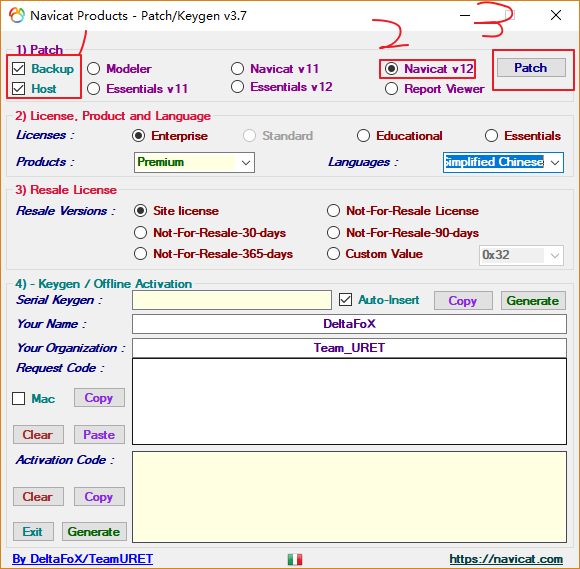 Navicat Products - Patch/Keygen v3.7
1
2
3
1) Patch
Backup Modeler Navicat v11 Navicat v12 Patch
Host Essentials v11 Essentials v12 Report Viewer
2) License, Product and Language
Licenses : Enterprise Standard Educational Essentials
Products : Premium Languages : implified Chinese
3) Resale License
Resale Versions : Site license Not-For-Resale License
Not-For-Resale-30-days Not-For-Resale-90-days
Not-For-Resale-365-days Custom Value 0x32
4) - Keygen / Offline Activation
Serial Keygen : Auto-Insert Copy Generate
Your Name : DeltaFoX
Your Organization : Team_URET
Request Code :
Mac Copy
Clear Paste
Activation Code :
Clear Copy
Exit Generate
By DeltaFoX/TeamURET https://navicat.com